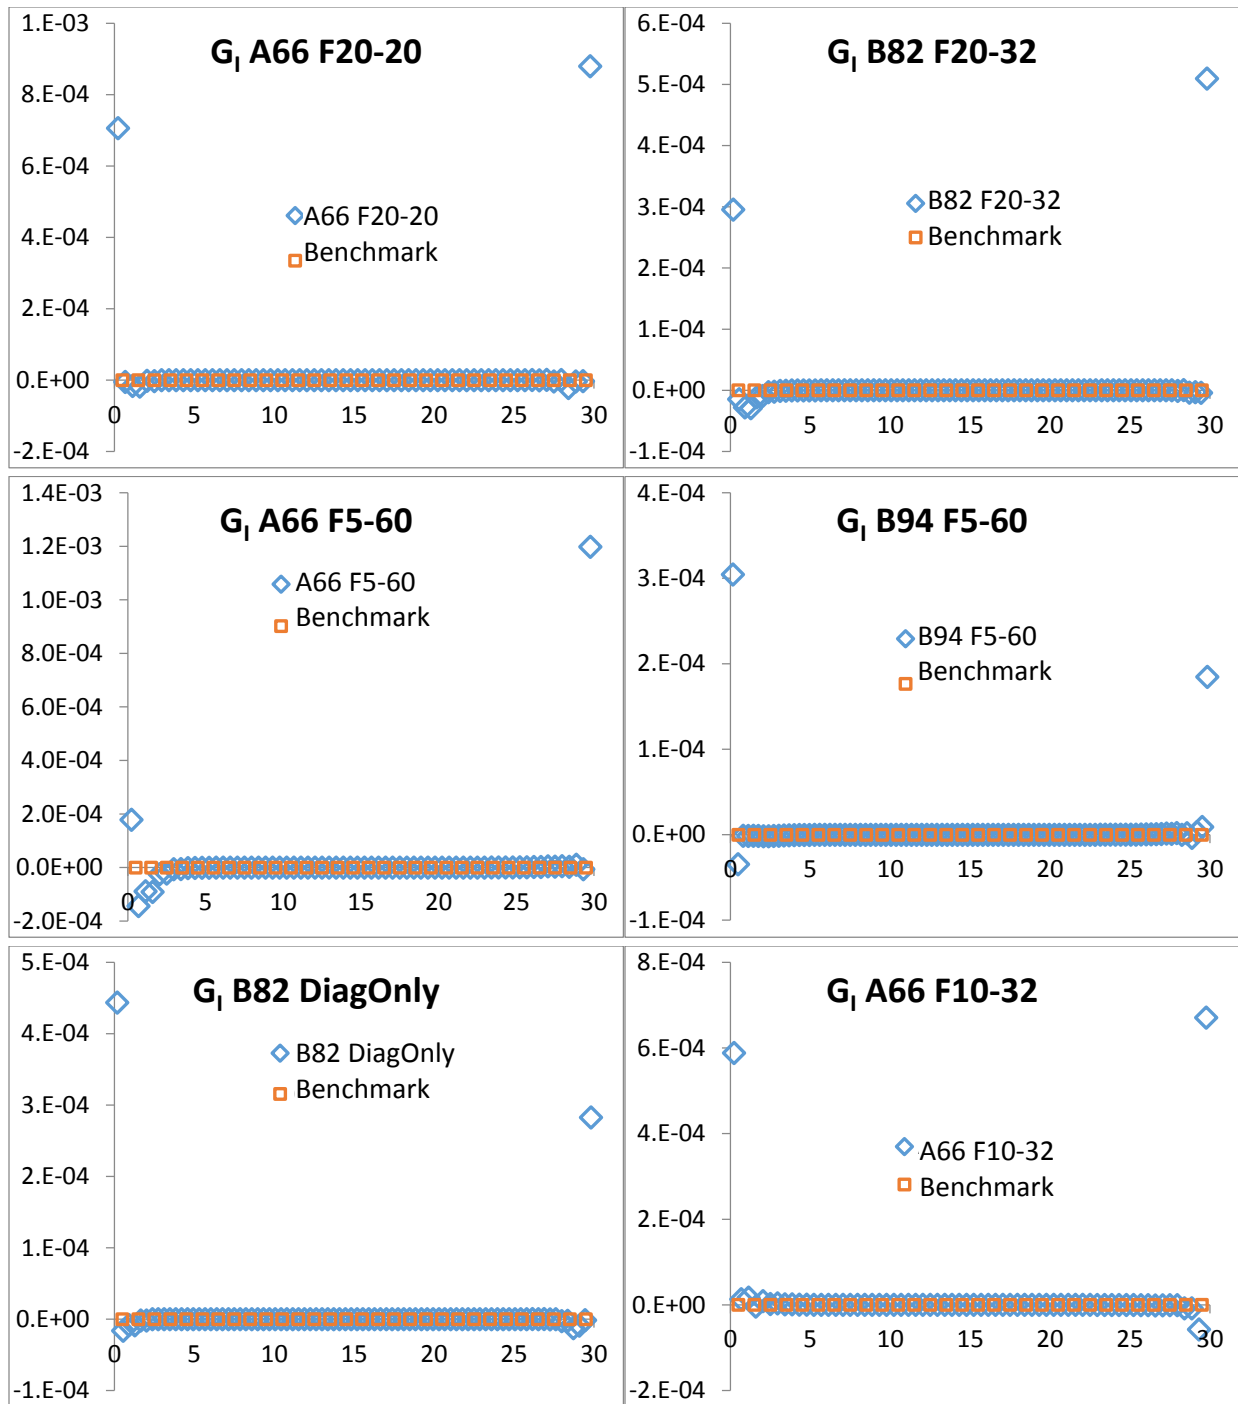 G_I A66 F20-20
1.E-03
8.E-04
6.E-04
4.E-04
2.E-04
0.E+00
-2.E-04
A66 F20-20
Benchmark
0 5 10 15 20 25 30
G_I B82 F20-32
6.E-04
5.E-04
4.E-04
3.E-04
2.E-04
1.E-04
0.E+00
-1.E-04
B82 F20-32
Benchmark
0 5 10 15 20 25 30
G_I A66 F5-60
1.4E-03
1.2E-03
1.0E-03
8.0E-04
6.0E-04
4.0E-04
2.0E-04
0.0E+00
-2.0E-04
A66 F5-60
Benchmark
0 5 10 15 20 25 30
G_I B94 F5-60
4.E-04
3.E-04
2.E-04
1.E-04
0.E+00
-1.E-04
B94 F5-60
Benchmark
0 5 10 15 20 25 30
G_I B82 DiagOnly
5.E-04
4.E-04
3.E-04
2.E-04
1.E-04
0.E+00
-1.E-04
B82 DiagOnly
Benchmark
0 5 10 15 20 25 30
G_I A66 F10-32
8.E-04
6.E-04
4.E-04
2.E-04
0.E+00
-2.E-04
A66 F10-32
Benchmark
0 5 10 15 20 25 30